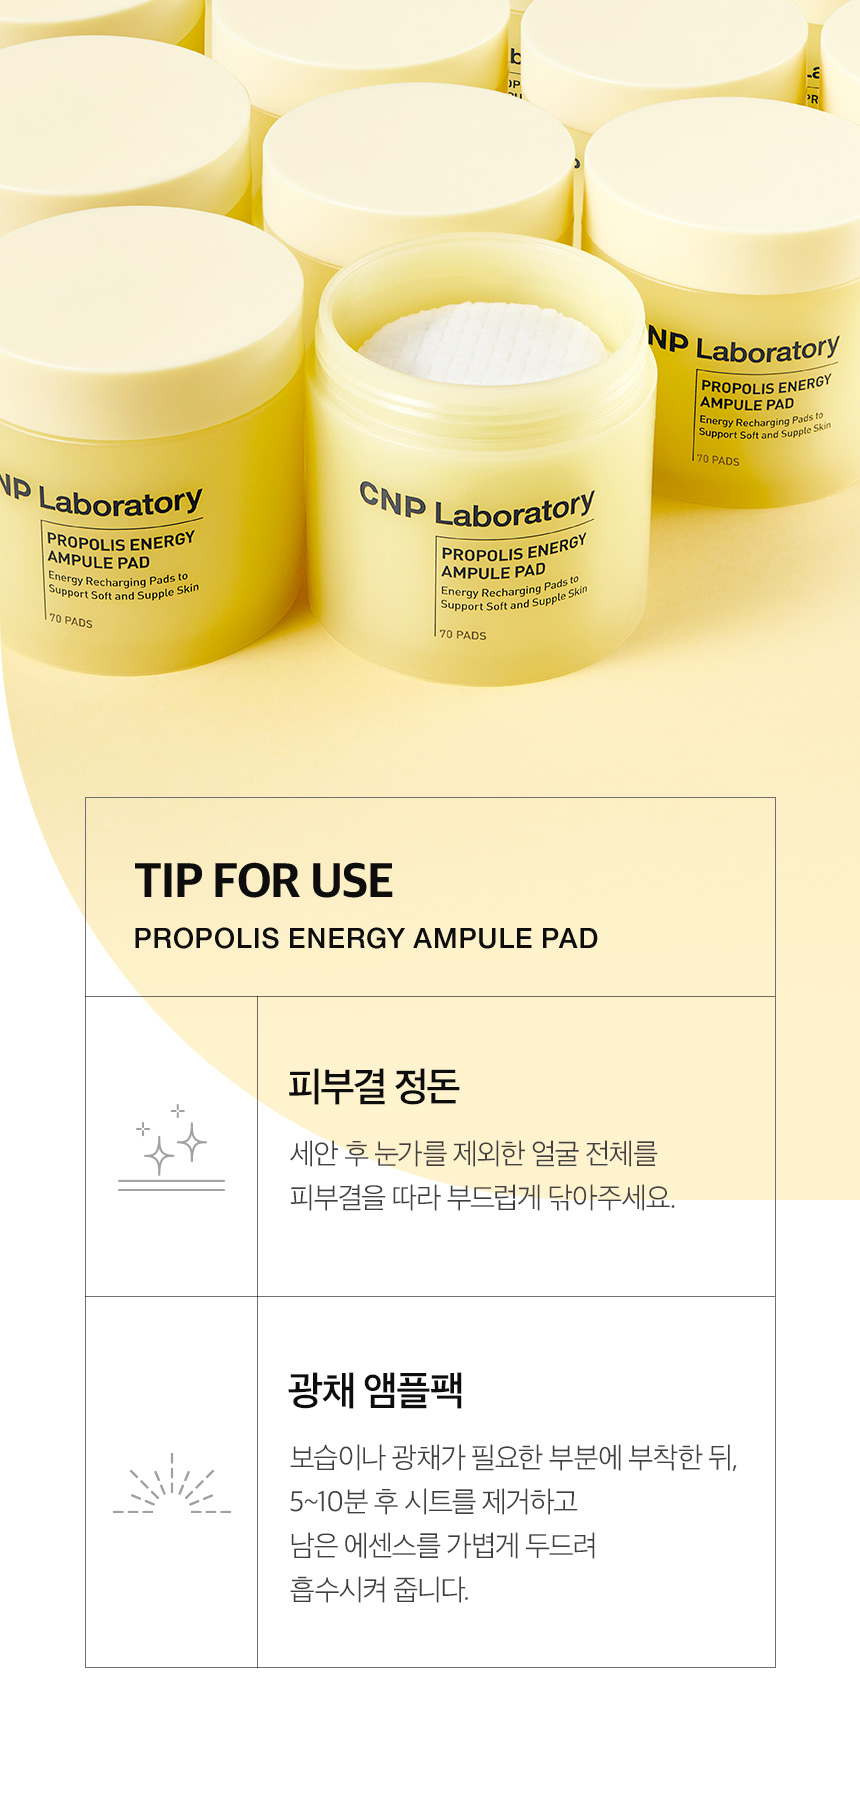 NP Laboratory
PROPOLIS ENERGY
AMPULE PAD
Energy Recharging Pads to
Support Soft and Supple Skin
70 PADS
NP Laboratory
PROPOLIS ENERGY
AMPULE PAD
Energy Recharging Pads to
Support Soft and Supple Skin
70 PADS
CNP Laboratory
PROPOLIS ENERGY
AMPULE PAD
Energy Recharging Pads to
Support Soft and Supple Skin
70 PADS
TIP FOR USE
PROPOLIS ENERGY AMPULE PAD
피부결 정돈
세안 후 눈가를 제외한 얼굴 전체를
피부결을 따라 부드럽게 닦아주세요.
광채 앰플팩
보습이나 광채가 필요한 부분에 부착한 뒤,
5~10분 후 시트를 제거하고
남은 에센스를 가볍게 두드려
흡수시켜 줍니다.